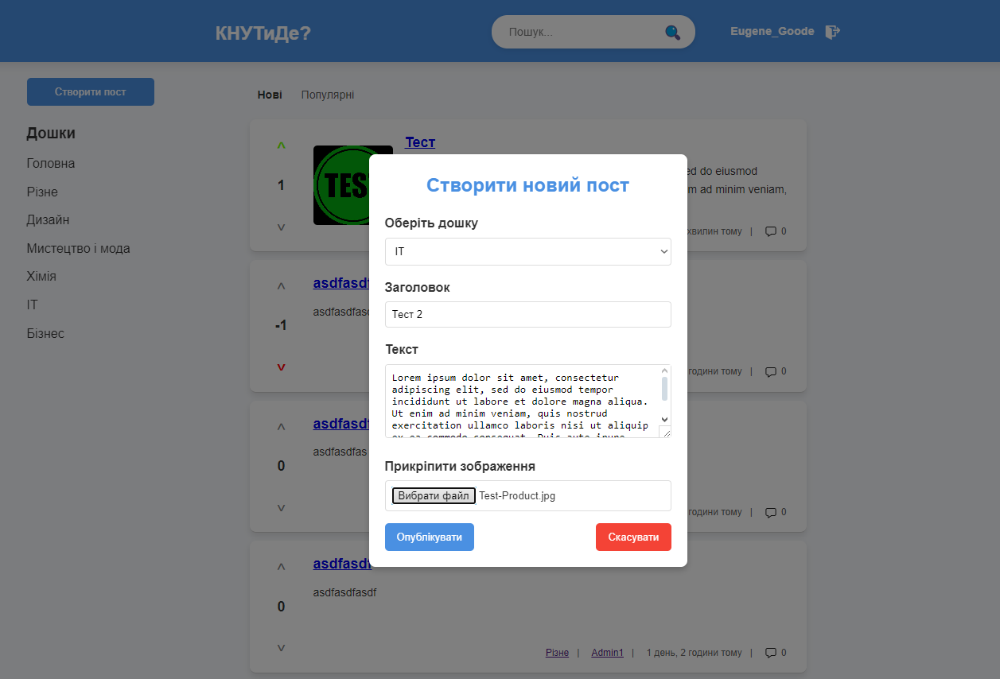 КНУТиДе?
Пошук...
Eugene_Goode
Створити пост
Дошки
Головна
Різне
Дизайн
Мистецтво і мода
Хімія
ІТ
Бізнес
Нові
Популярні
^
1
v
TES
Тест
ed do eiusmod
m ad minim veniam,
хвилин тому | 0
^
-1
v
asdfasdf
asdfasdfasd
години тому | 0
^
0
v
asdfasdf
asdfasdfas
години тому | 0
^
0
v
asdfasdf
asdfasdfasdf
Різне | Admin1 | 1 день, 2 години тому | 0
Створити новий пост
Оберіть дошку
ІТ
Заголовок
Тест 2
Текст
Lorem ipsum dolor sit amet, consectetur
adipiscing elit, sed do eiusmod tempor
incididunt ut labore et dolore magna aliqua.
Ut enim ad minim veniam, quis nostrud
exercitation ullamco laboris nisi ut aliquip
ex ea commodo consequat. Duis aute irure
Прикріпити зображення
Вибрати файл Test-Product.jpg
Опублікувати
Скасувати